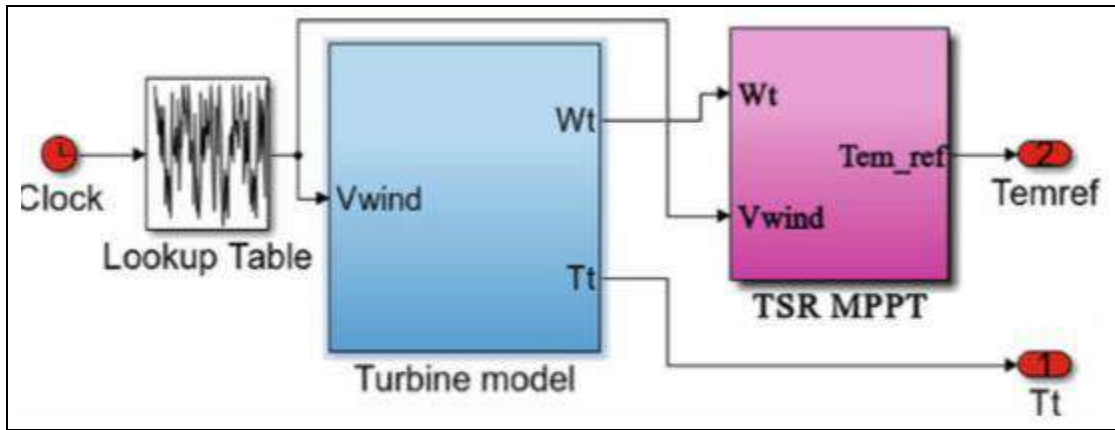 Clock
Lookup Table
Vwind
Wt
Tt
Turbine model
Wt
Vwind
Tem_ref
TSR MPPT
2
Temref
1
Tt